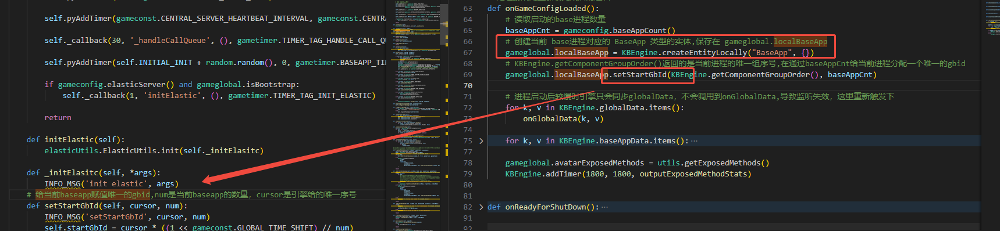 self.pyAddTimer(gameconst.CENTRAL_SERVER_HEARTBEAT_INTERVAL, gameconst.CENTRA
self._callback(30, '_handleCallQueue', (), gametimer.TIMER_TAG_HANDLE_CALL_QU
self.pyAddTimer(self.INITIAL_INIT + random.random(), 0, gametimer.BASEAPP_TIM
if gameconfig.elasticServer() and gameglobal.isBootstrap:
self._callback(1, 'initElastic', (), gametimer.TIMER_TAG_INIT_ELASTIC)
return
def initElastic(self):
elasticUtils.ElasticUtils.init(self._initElasitc)
def _initElasitc(self, *args):
INFO_MSG('init elastic', args)
# 给当前baseapp赋值唯一的gbid,num是当前baseapp的数量，cursor是引擎给的唯一序号
def setStartGbId(self, cursor, num):
INFO_MSG('setStartGbId', cursor, num)
self.startGbId = cursor * ((1 << gameconst.GLOBAL_TIME_SHIFT) // num)
63 def onGameConfigLoaded():
64 # 读取启动的base进程数量
65 baseAppCnt = gameconfig.baseAppCount()
66 # 创建当前 base进程对应的 BaseApp 类型的实体,保存在 gameglobal.localBaseApp
67 gameglobal.localBaseApp = KBEngine.createEntityLocally("BaseApp", {})
68 # KBEngine.getComponentGroupOrder()返回的是当前进程的唯一组序号,在通过baseAppCnt给当前进程分配一个唯一的gbid
69 gameglobal.localBaseApp.setStartGbId(KBEngine.getComponentGroupOrder(), baseAppCnt)
70
71 # 进程启动后较慢时引擎只会同步globalData，不会调用到onGlobalData,导致监听失效，这里重新触发下
72 for k, v in KBEngine.globalData.items():
73 onGlobalData(k, v)
74
75 for k, v in KBEngine.baseAppData.items():···
77
78 gameglobal.avatarExposedMethods = utils.getExposedMethods()
79 KBEngine.addTimer(1800, 1800, outputExposedMethodStats)
80
81
82 def onReadyForShutDown():···
91
92